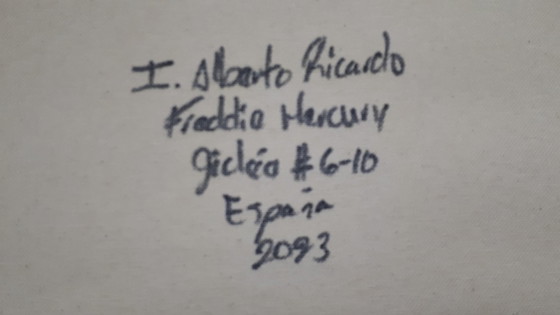 I. Alberto Ricardo
Freddie Mercury
giclée # 6-10
España
2023